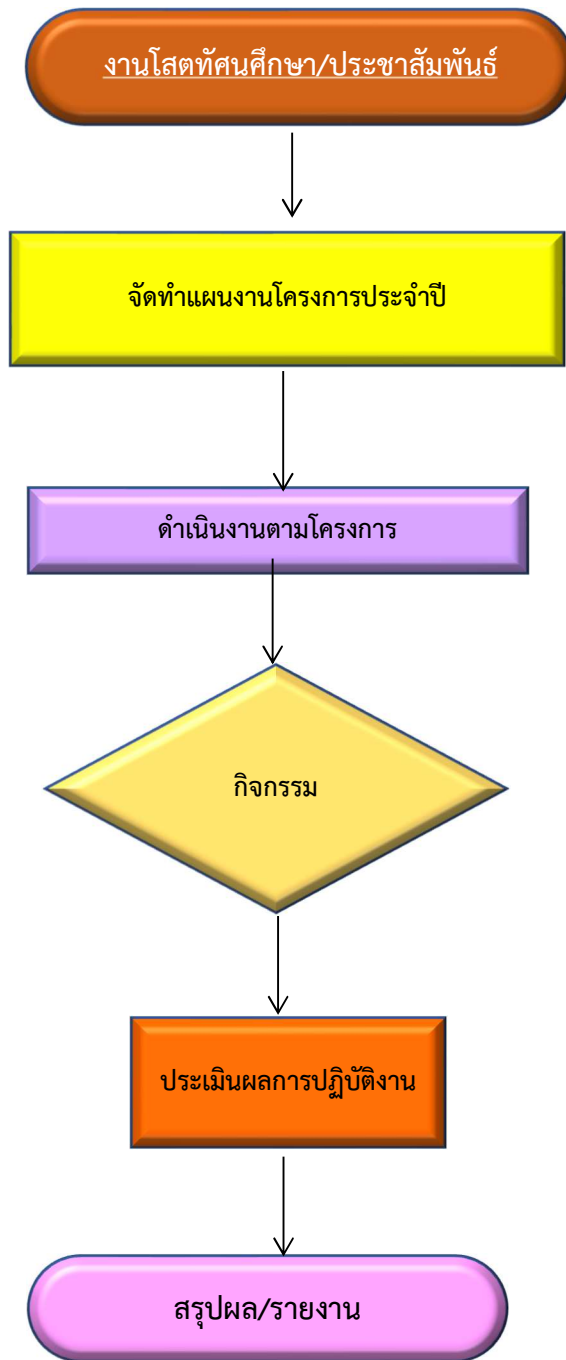 งานโสตทัศนศึกษา/ประชาสัมพันธ์
จัดทำแผนงานโครงการประจำปี
ดำเนินงานตามโครงการ
กิจกรรม
ประเมินผลการปฏิบัติงาน
สรุปผล/รายงาน